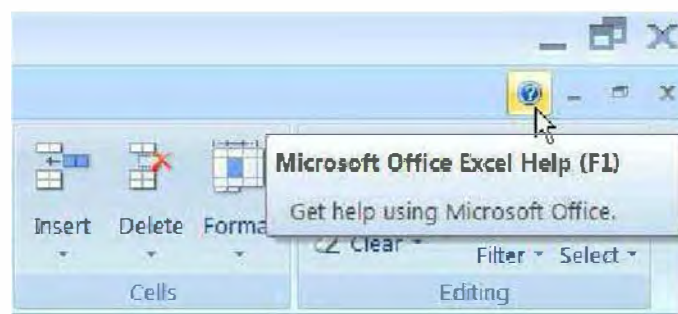 Microsoft Office Excel Help (F1)
Get help using Microsoft Office.
Insert Delete Forma
Clear
Filter Select
Cells Editing